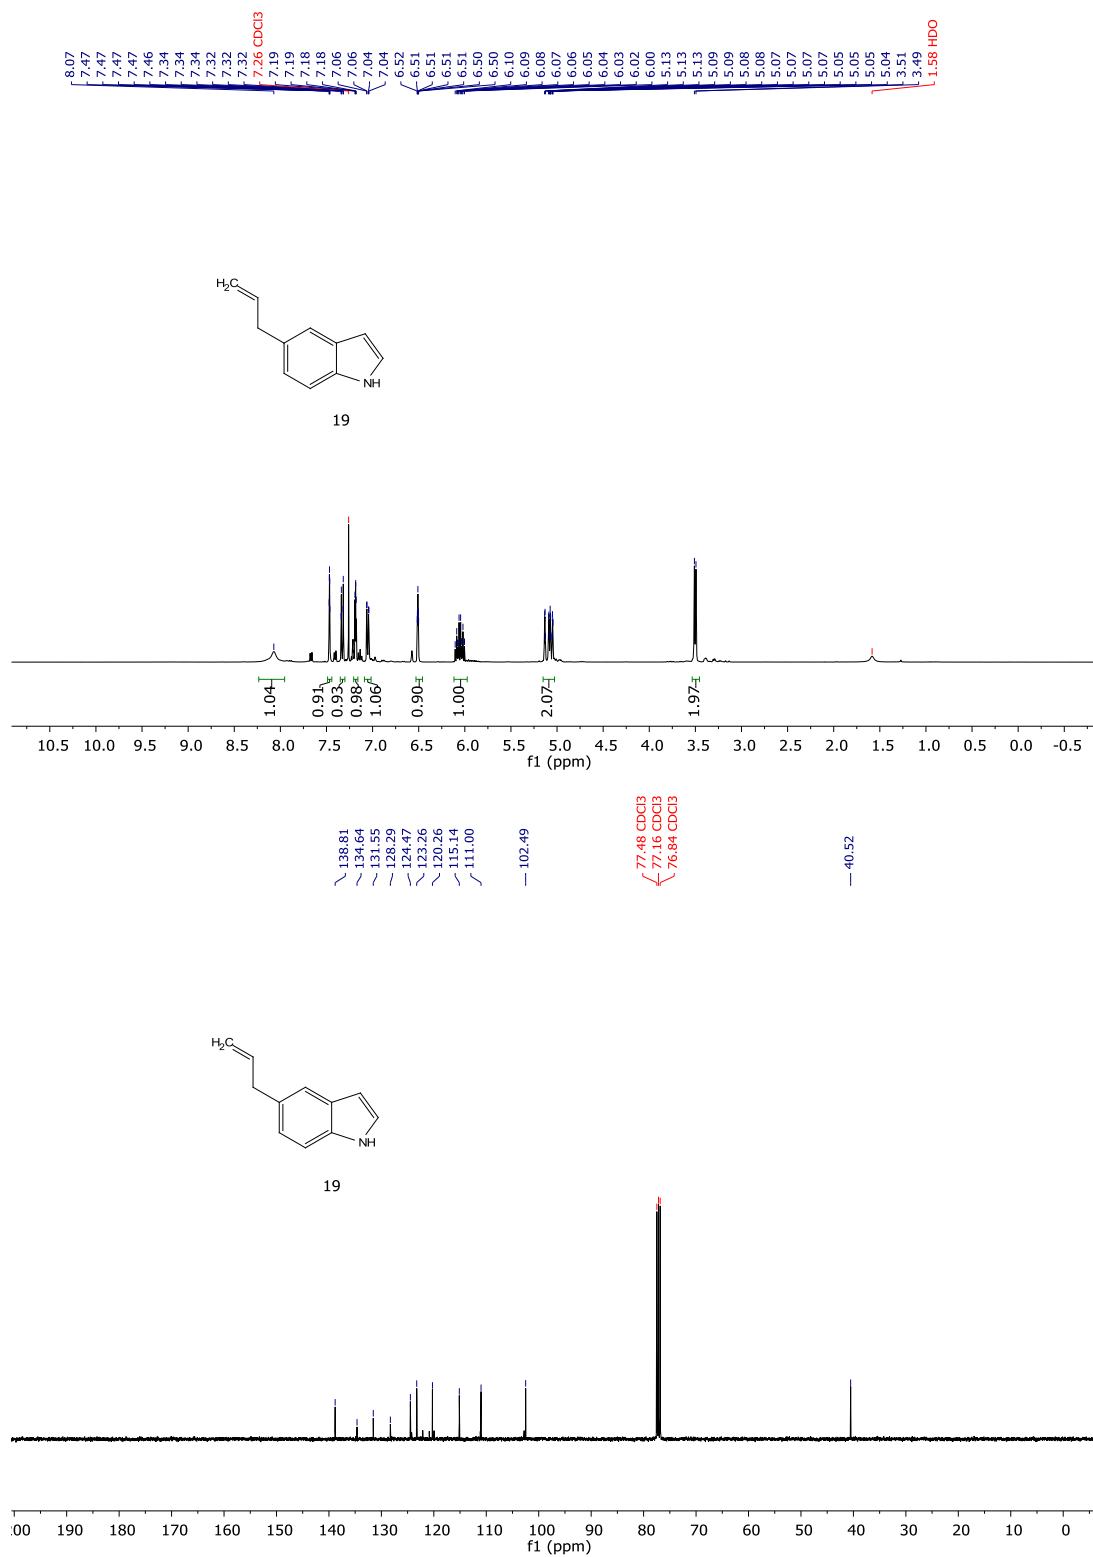 8.07 7.47 7.47 7.47 7.47 7.46 7.34 7.34 7.34 7.32 7.32 7.32 7.26 CDCl3 7.19 7.19 7.18 7.18 7.06 7.06 7.04 7.04 6.52 6.51 6.51 6.51 6.51 6.50 6.50 6.10 6.09 6.08 6.07 6.06 6.05 6.04 6.03 6.02 6.00 5.13 5.13 5.13 5.09 5.09 5.08 5.08 5.07 5.07 5.07 5.07 5.05 5.05 5.05 5.04 3.51 3.49 1.58 HDO
H2C
NH
19
1.04 0.91 0.93 0.98 1.06 0.90 1.00 2.07 1.97
10.5 10.0 9.5 9.0 8.5 8.0 7.5 7.0 6.5 6.0 5.5 5.0 4.5 4.0 3.5 3.0 2.5 2.0 1.5 1.0 0.5 0.0 -0.5
f1 (ppm)
138.81 134.64 131.55 128.29 124.47 123.26 120.26 115.14 111.00 102.49 77.48 CDCl3 77.16 CDCl3 76.84 CDCl3 40.52
H2C
NH
19
00 190 180 170 160 150 140 130 120 110 100 90 80 70 60 50 40 30 20 10 0
f1 (ppm)